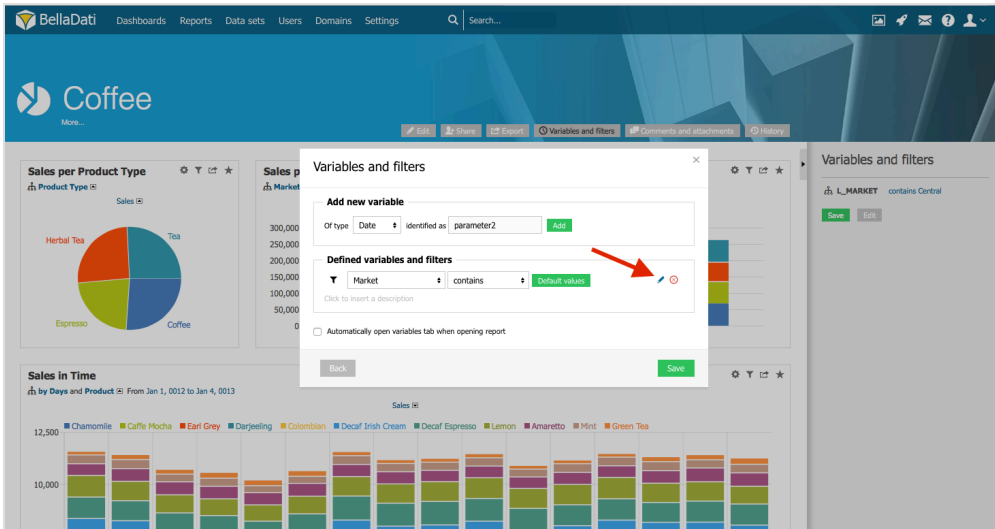 BellaDati Dashboards Reports Data sets Users Domains Settings Search...
Coffee
More...
Edit Share Export Variables and filters Comments and attachments History
Sales per Product Type
Product Type
Sales
Herbal Tea
Tea
Espresso
Coffee
Sales p
Market
300,000
250,000
200,000
150,000
100,000
50,000
0
Variables and filters
Add new variable
Of type Date identified as parameter2 Add
Defined variables and filters
Market contains Default values
Click to insert a description
Automatically open variables tab when opening report
Back Save
Variables and filters
L_MARKET contains Central
Save Edit
Sales in Time
by Days and Product From Jan 1, 0012 to Jan 4, 0013
Sales
Chamomile Caffe Mocha Earl Grey Darjeeling Colombian Decaf Irish Cream Decaf Espresso Lemon Amaretto Mint Green Tea
12,500
10,000